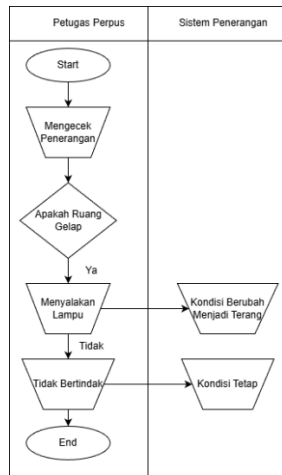 Petugas Perpus
Sistem Penerangan
Start
Mengecek
Penerangan
Apakah Ruang
Gelap
Ya
Menyalakan
Lampu
Kondisi Berubah
Menjadi Terang
Tidak
Tidak Bertindak
Kondisi Tetap
End